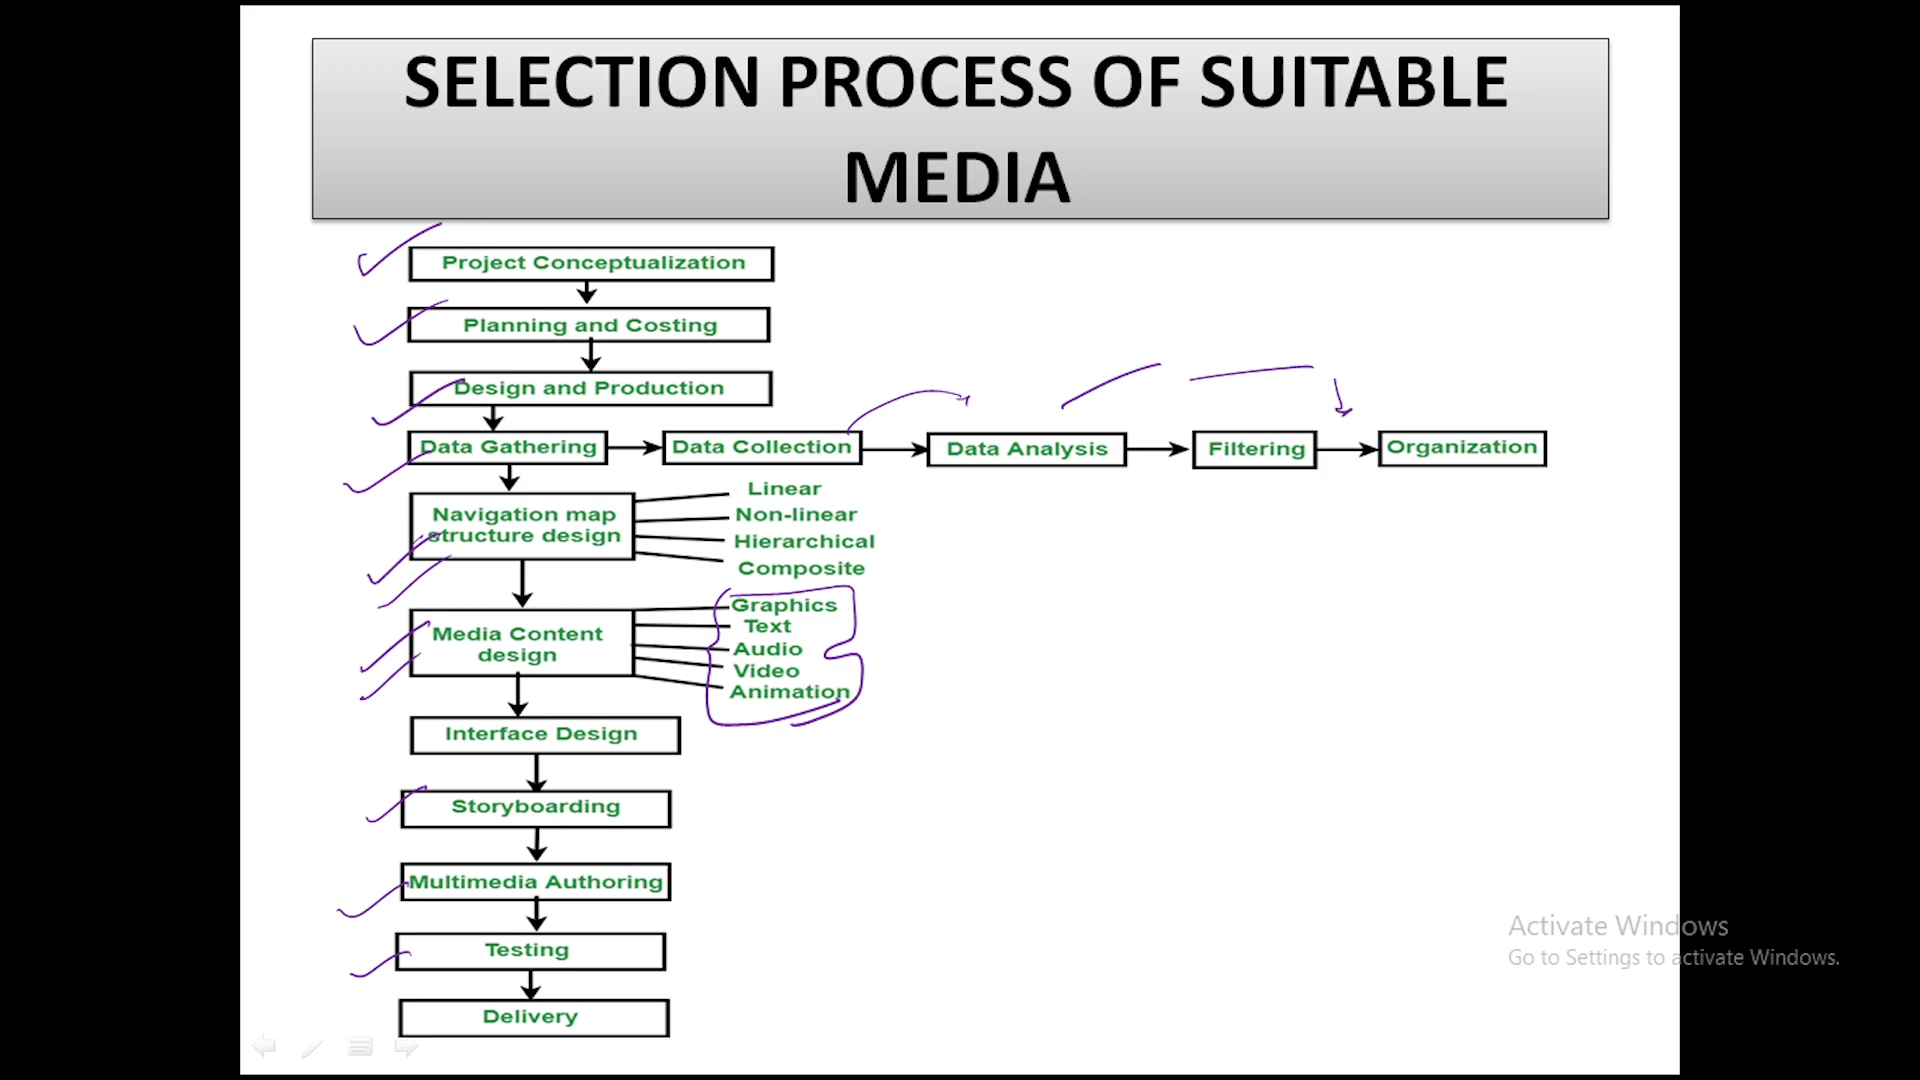 SELECTION PROCESS OF SUITABLE
MEDIA
Project Conceptualization
Planning and Costing
Design and Production
Data Gathering
Data Collection
Data Analysis
Filtering
Organization
Navigation map
structure design
Linear
Non-linear
Hierarchical
Composite
Media Content
design
Graphics
Text
Audio
Video
Animation
Interface Design
Storyboarding
Multimedia Authoring
Testing
Delivery
Activate Windows
Go to Settings to activate Windows.